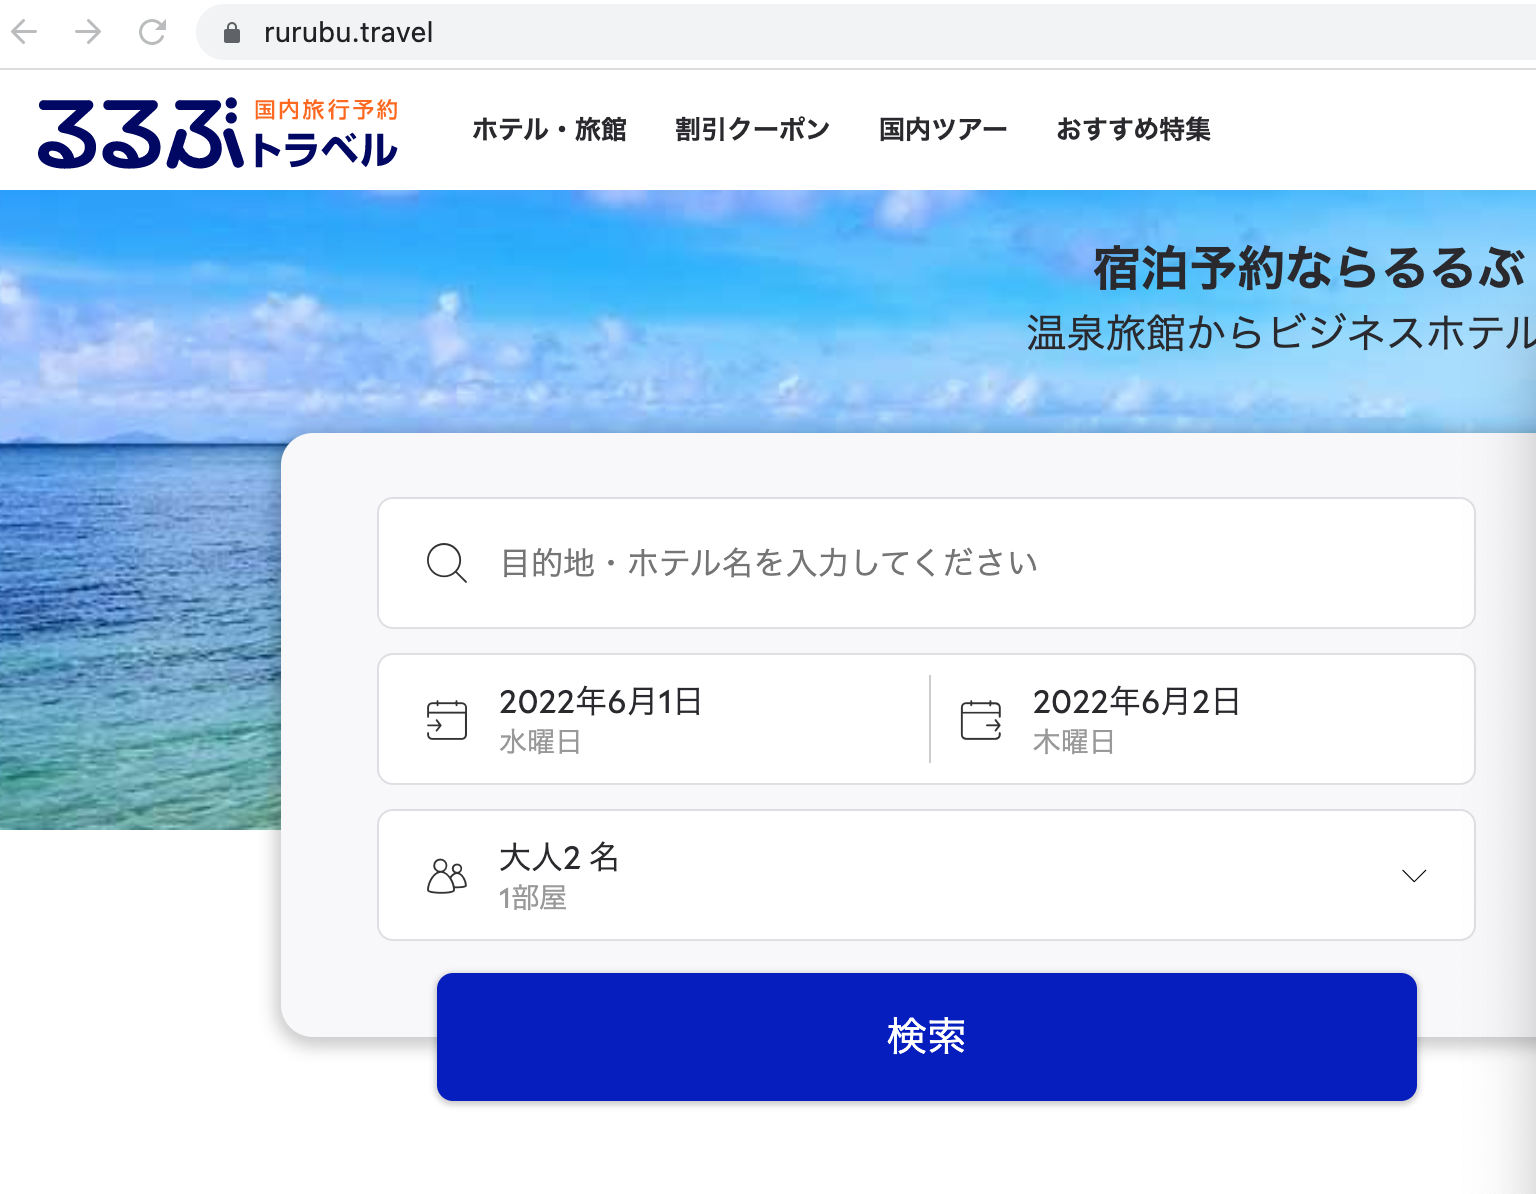 rurubu.travel
るるぶトラベル 国内旅行予約
ホテル・旅館 割引クーポン 国内ツアー おすすめ特集
宿泊予約ならるるぶ
温泉旅館からビジネスホテル
目的地・ホテル名を入力してください
2022年6月1日 2022年6月2日
水曜日 木曜日
大人2 名
1部屋
検索